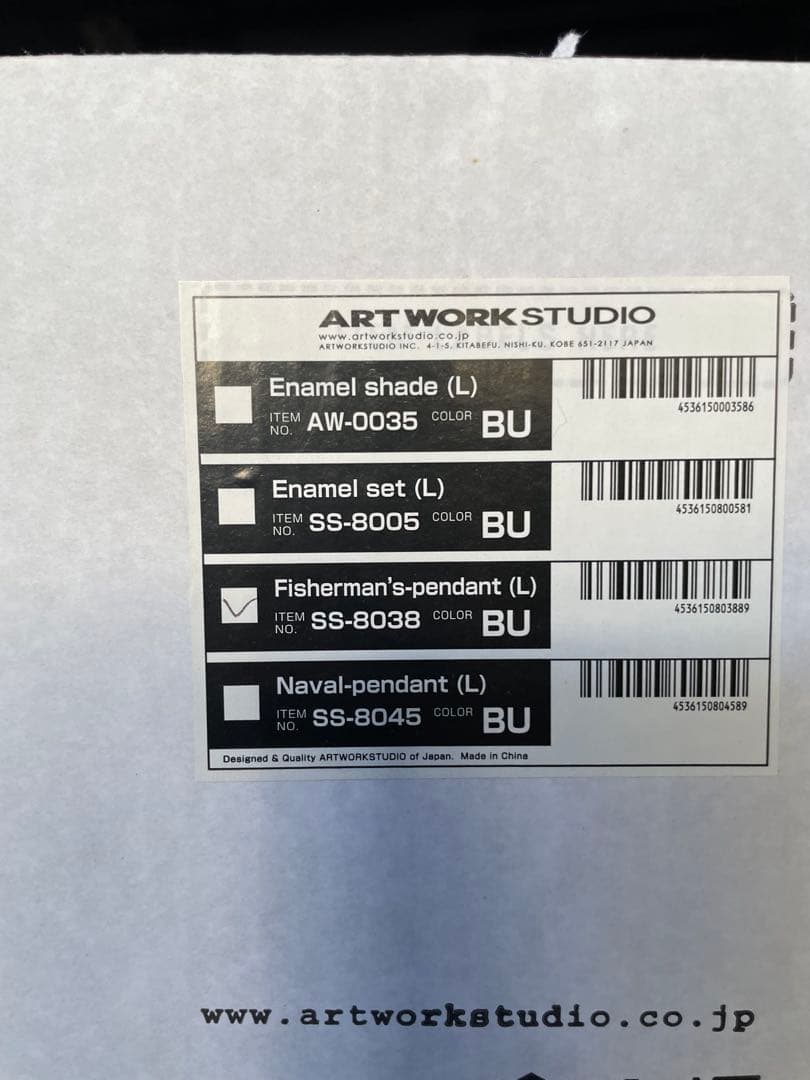 ART WORK STUDIO
www.artworkstudio.co.jp
ARTWORKSTUDIO INC. 4-1-5, KITABEFU, NISHI-KU, KOBE 651-2117 JAPAN
Enamel shade (L)
ITEM NO. AW-0035 COLOR BU
4536150003586
Enamel set (L)
ITEM NO. SS-8005 COLOR BU
4536150800581
Fisherman's-pendant (L)
ITEM NO. SS-8038 COLOR BU
4536150803889
Naval-pendant (L)
ITEM NO. SS-8045 COLOR BU
4536150804589
Designed & Quality ARTWORKSTUDIO of Japan. Made in China
www.artworkstudio.co.jp